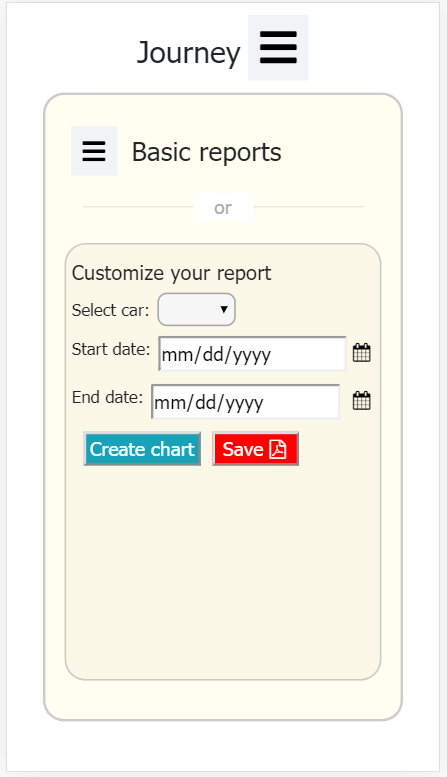 Journey
Basic reports
or
Customize your report
Select car:
Start date: mm/dd/yyyy
End date: mm/dd/yyyy
Create chart Save